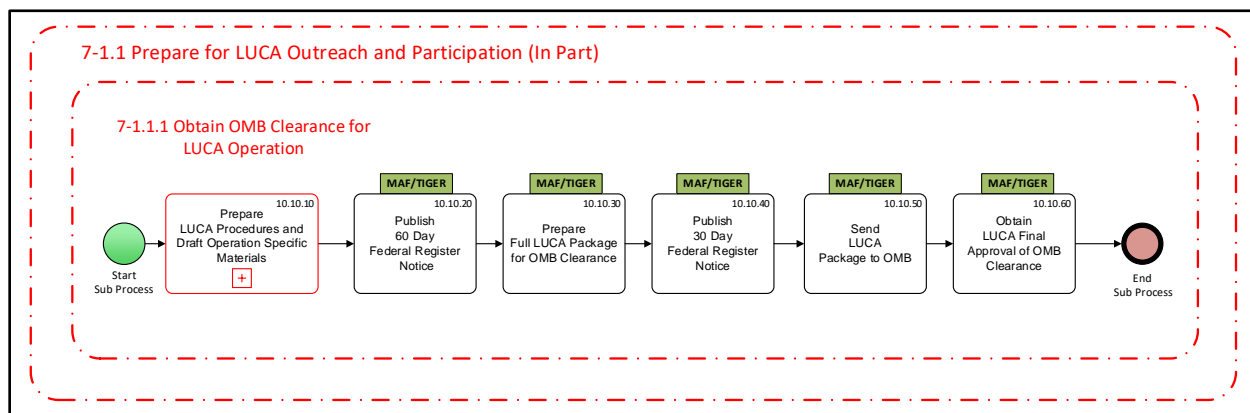 7-1.1 Prepare for LUCA Outreach and Participation (In Part)
7-1.1.1 Obtain OMB Clearance for
LUCA Operation
Start
Sub Process
10.10.10
Prepare
LUCA Procedures and
Draft Operation Specific
Materials
+
MAF/TIGER
10.10.20
Publish
60 Day
Federal Register
Notice
MAF/TIGER
10.10.30
Prepare
Full LUCA Package
for OMB Clearance
MAF/TIGER
10.10.40
Publish
30 Day
Federal Register
Notice
MAF/TIGER
10.10.50
Send
LUCA
Package to OMB
MAF/TIGER
10.10.60
Obtain
LUCA Final
Approval of OMB
Clearance
End
Sub Process